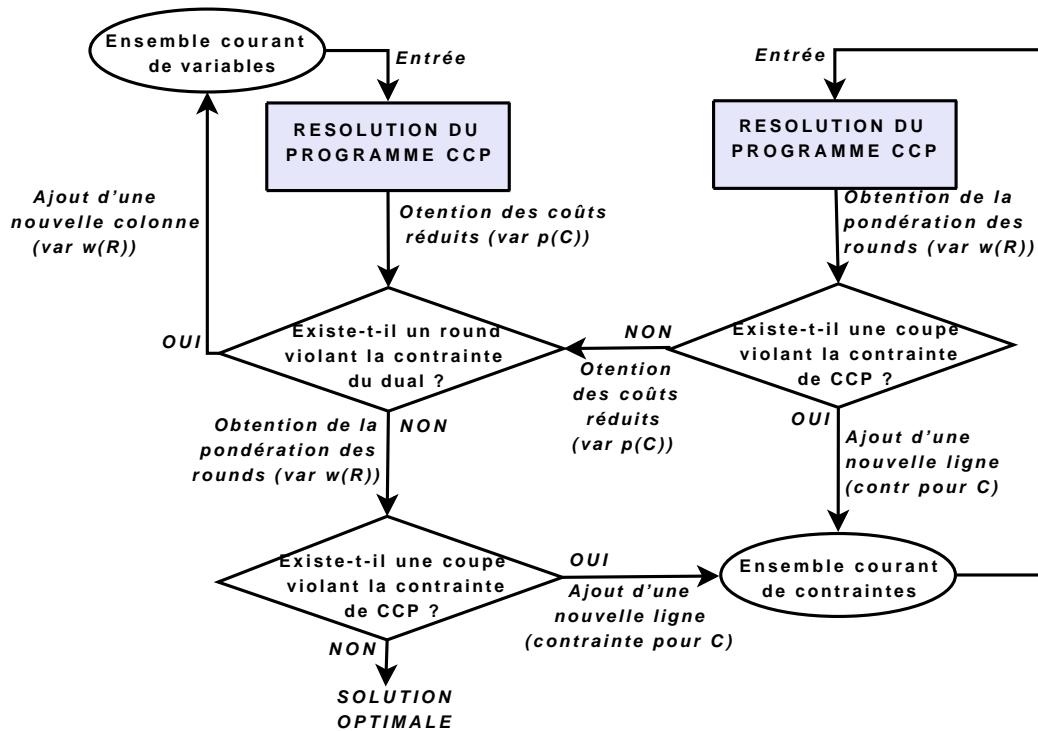 Ensemble courant
de variables
Entrée
RESOLUTION DU
PROGRAMME CCP
Ajout d'une
nouvelle colonne
(var w(R))
Otention des coûts
réduits (var p(C))
Existe-t-il un round
violant la contrainte
du dual ?
OUI
NON
Obtention de la
pondération des
rounds (var w(R))
Existe-t-il une coupe
violant la contrainte
de CCP ?
NON
SOLUTION
OPTIMALE
OUI
Ajout d'une
nouvelle ligne
(contrainte pour C)
Entrée
RESOLUTION DU
PROGRAMME CCP
Obtention de la
pondération des
rounds (var w(R))
Existe-t-il une coupe
violant la contrainte
de CCP ?
NON
Otention
des coûts
réduits
(var p(C))
OUI
Ajout d'une
nouvelle ligne
(contr pour C)
Ensemble courant
de contraintes